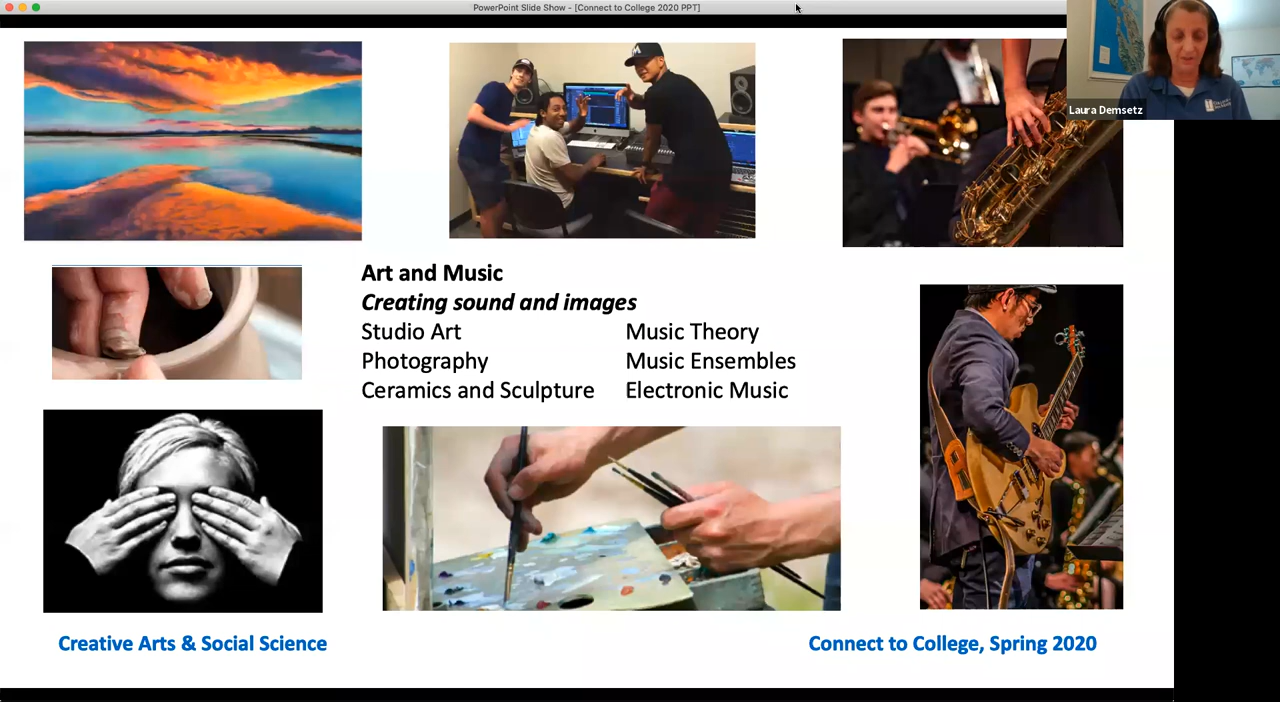 PowerPoint Slide Show - [Connect to College 2020 PPT]
Laura Demsetz
Art and Music
Creating sound and images
Studio Art
Music Theory
Photography
Music Ensembles
Ceramics and Sculpture
Electronic Music
Creative Arts & Social Science
Connect to College, Spring 2020